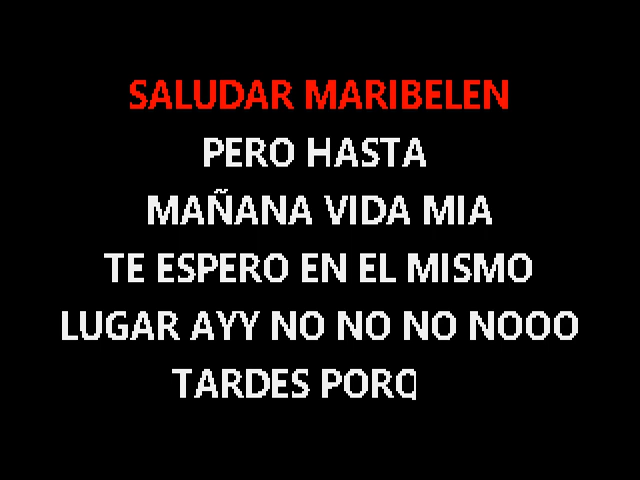 SALUDAR MARIBELEN
PERO HASTA
MAÑANA VIDA MIA
TE ESPERO EN EL MISMO
LUGAR AYY NO NO NO NOOO
TARDES PORQ